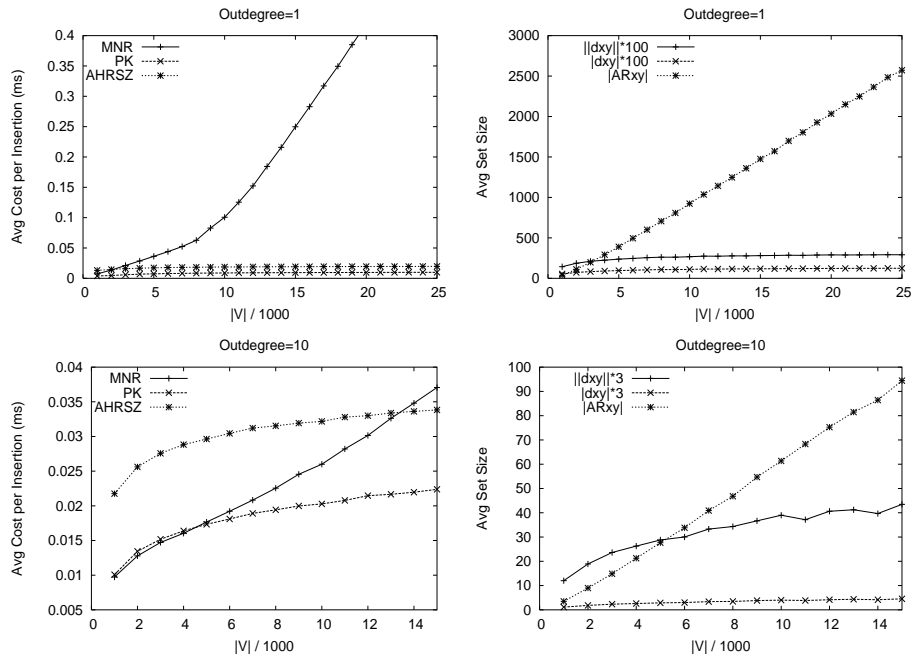 Outdegree=1
MNR
PK
AHRSZ
Avg Cost per Insertion (ms)
0.4
0.35
0.3
0.25
0.2
0.15
0.1
0.05
0
0 5 10 15 20 25
|V| / 1000
Outdegree=1
||dxy||*100
|dxy|*100
|ARxy|
Avg Set Size
3000
2500
2000
1500
1000
500
0
0 5 10 15 20 25
|V| / 1000
Outdegree=10
MNR
PK
AHRSZ
Avg Cost per Insertion (ms)
0.04
0.035
0.03
0.025
0.02
0.015
0.01
0.005
0 2 4 6 8 10 12 14
|V| / 1000
Outdegree=10
||dxy||*3
|dxy|*3
|ARxy|
Avg Set Size
100
90
80
70
60
50
40
30
20
10
0
0 2 4 6 8 10 12 14
|V| / 1000